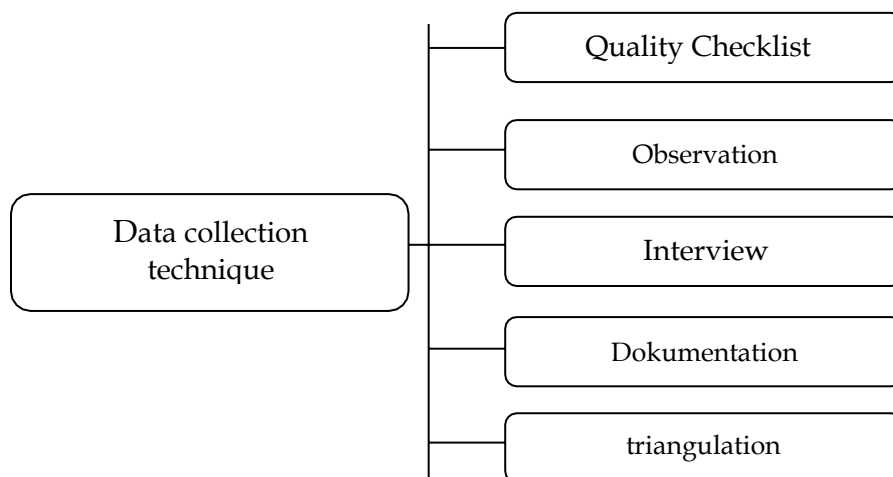 Quality Checklist
Observation
Data collection
technique
Interview
Dokumentation
triangulation